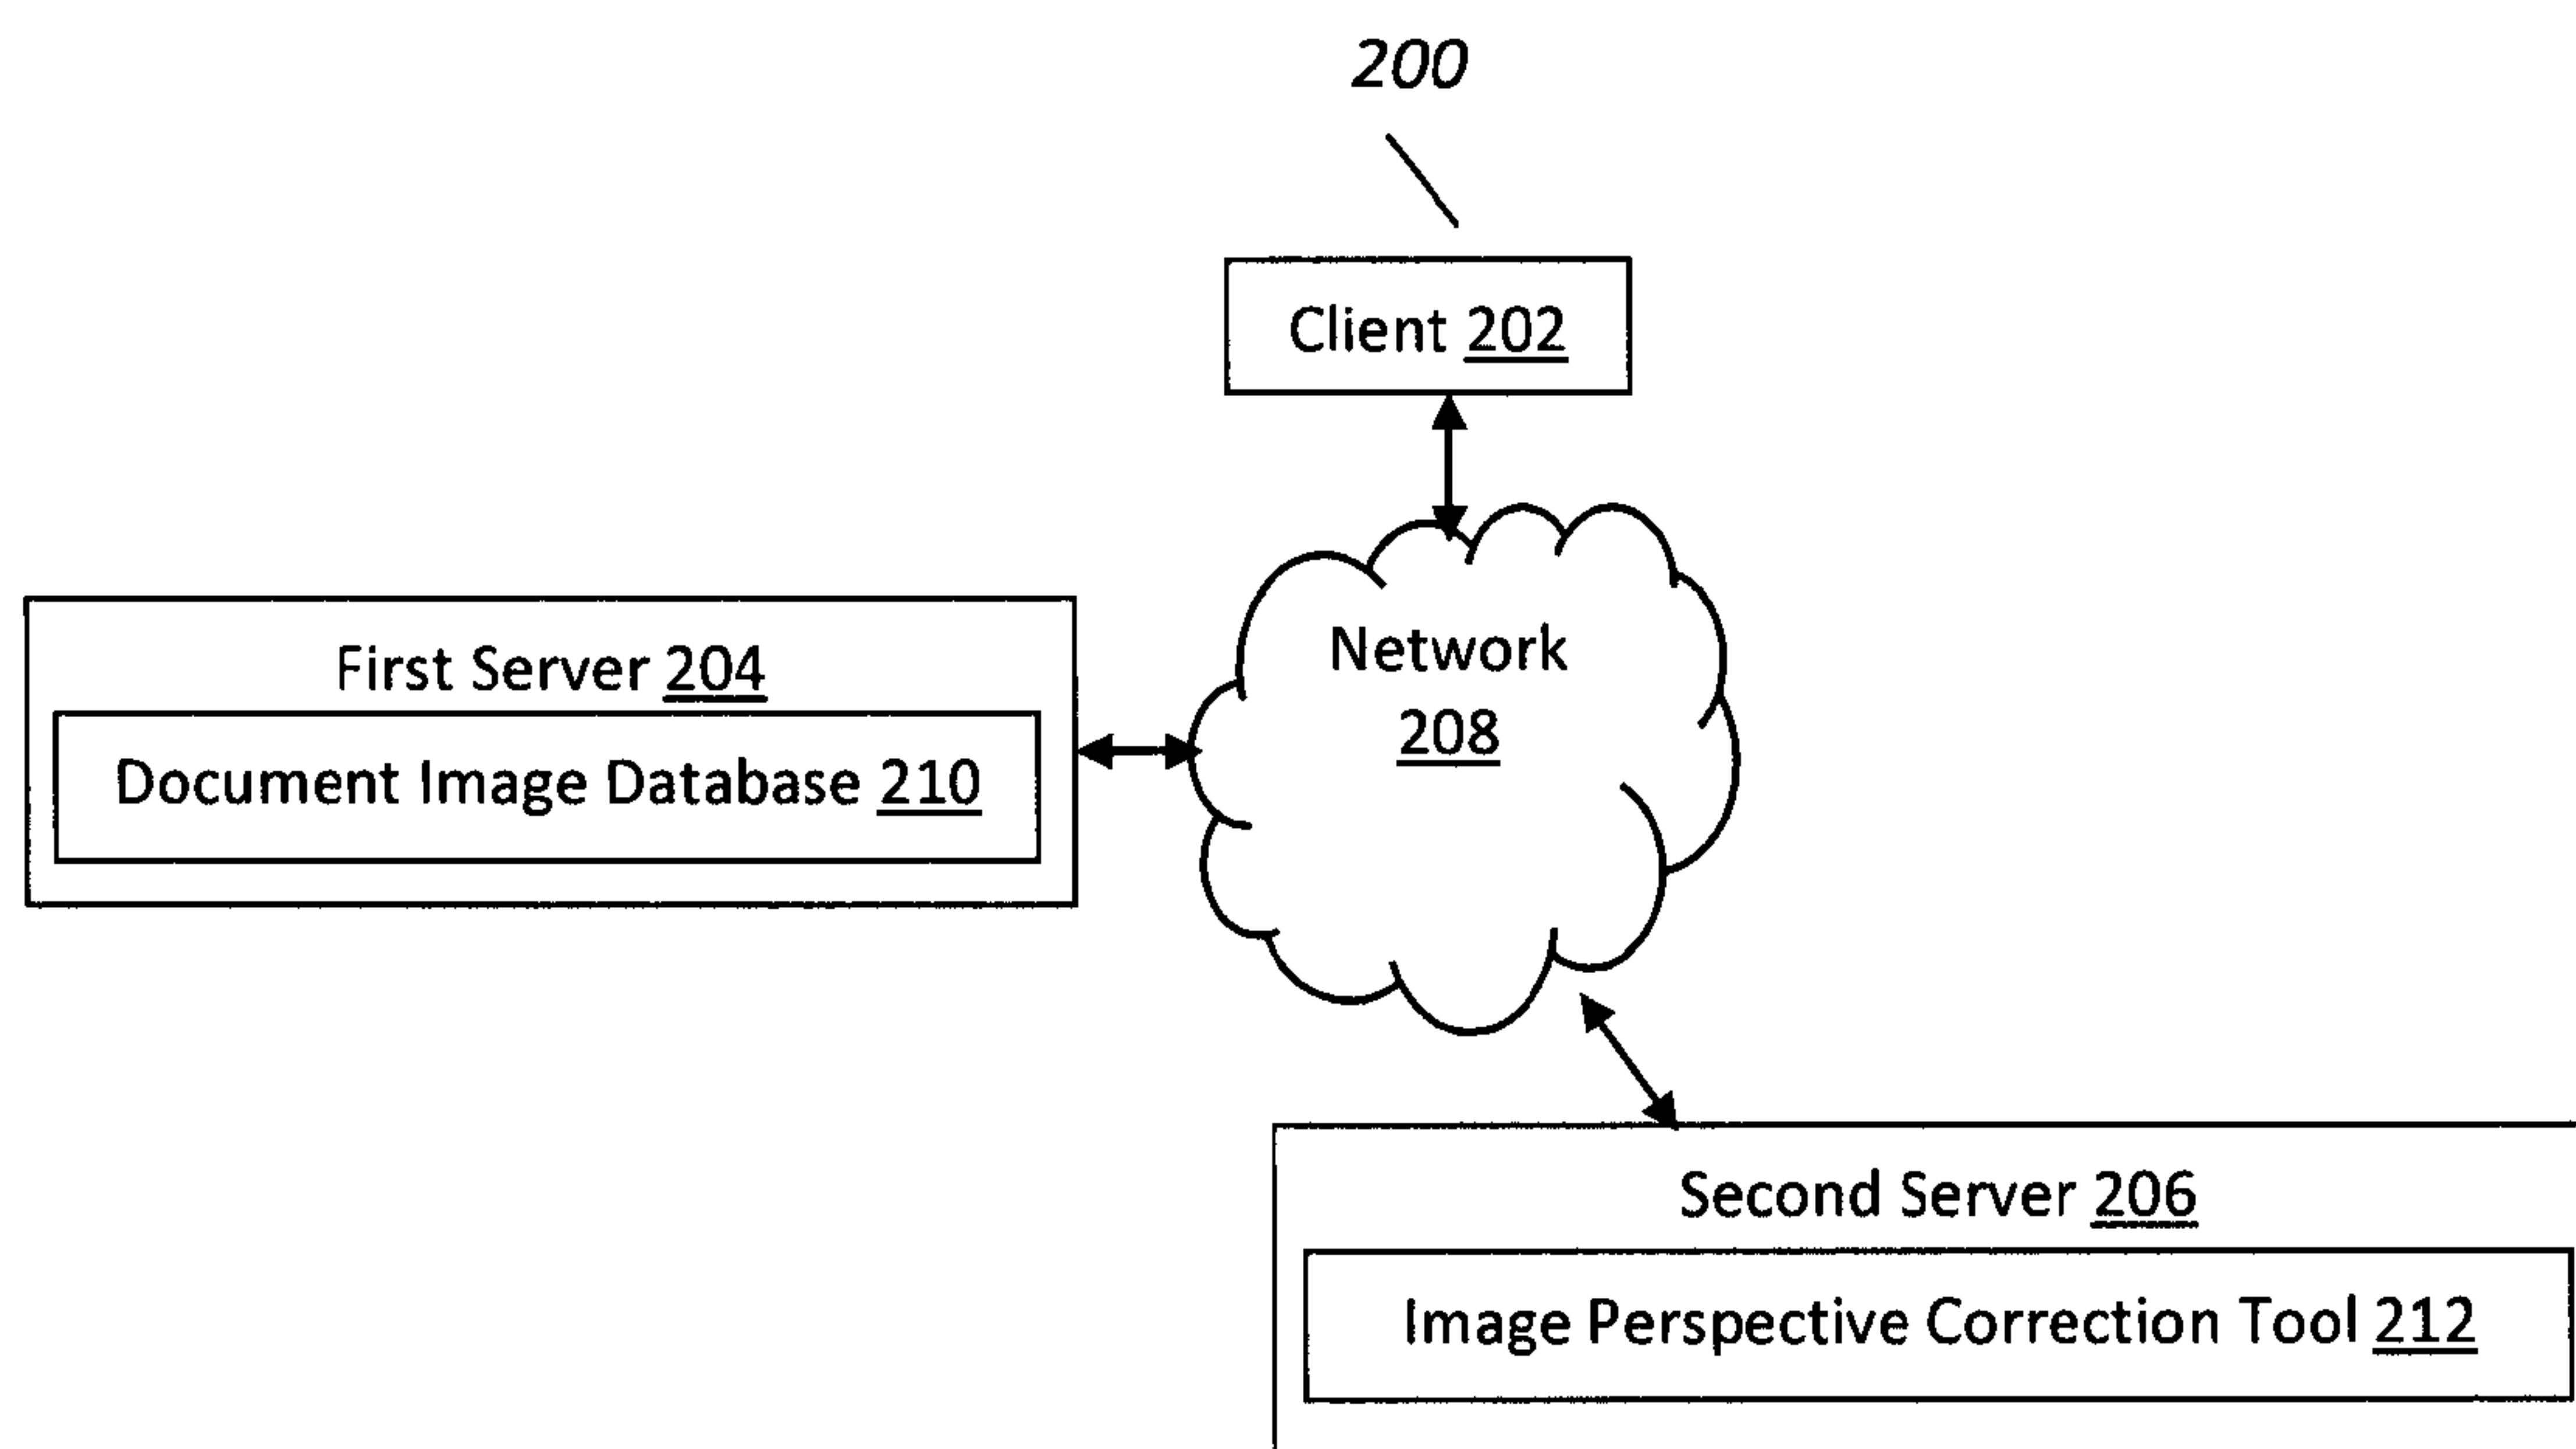 200
Client 202
Network
208
First Server 204
Document Image Database 210
Second Server 206
Image Perspective Correction Tool 212